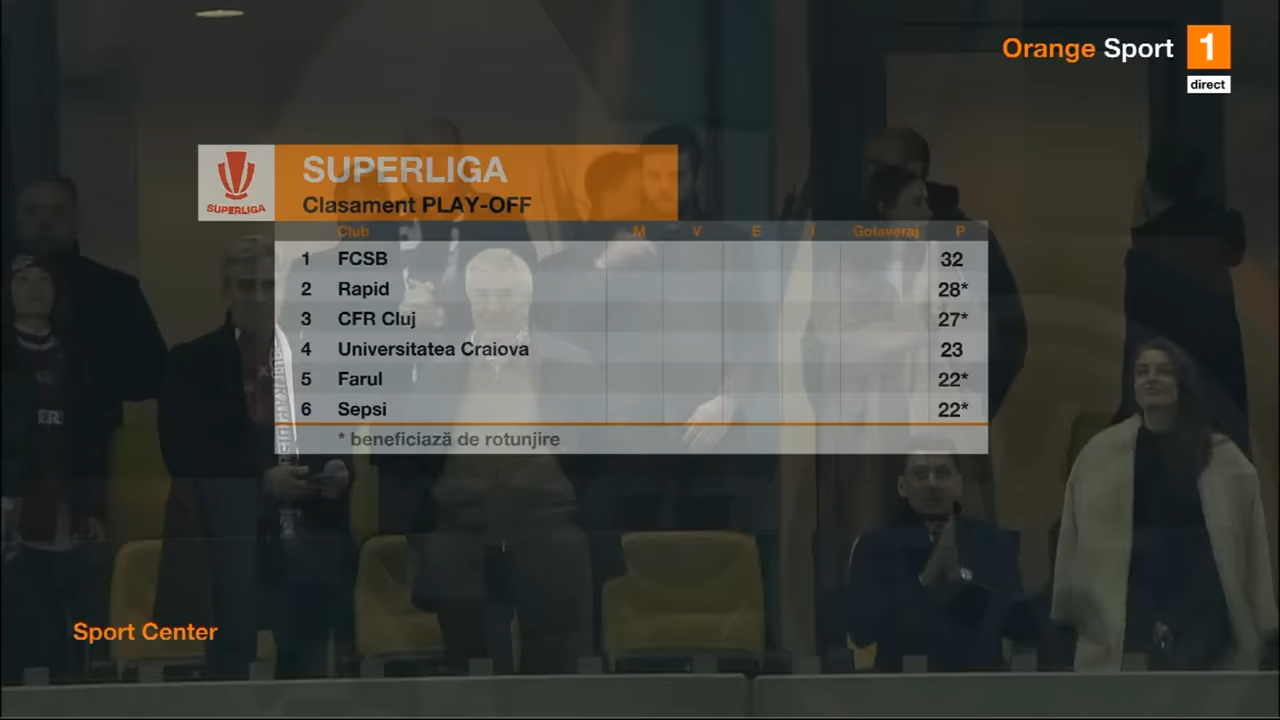 Orange Sport 1
direct
SUPERLIGA
SUPERLIGA
Clasament PLAY-OFF
Club M V E Î Golaveraj P
1 FCSB 32
2 Rapid 28*
3 CFR Cluj 27*
4 Universitatea Craiova 23
5 Farul 22*
6 Sepsi 22*
* beneficiază de rotunjire
ER
Sport Center